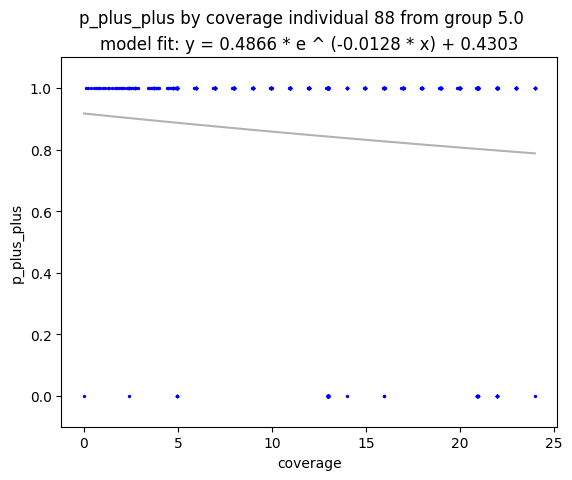 p_plus_plus by coverage individual 88 from group 5.0
model fit: y = 0.4866 * e ^ (-0.0128 * x) + 0.4303
1.0
0.8
0.6
0.4
0.2
0.0
p_plus_plus
0 5 10 15 20 25
coverage